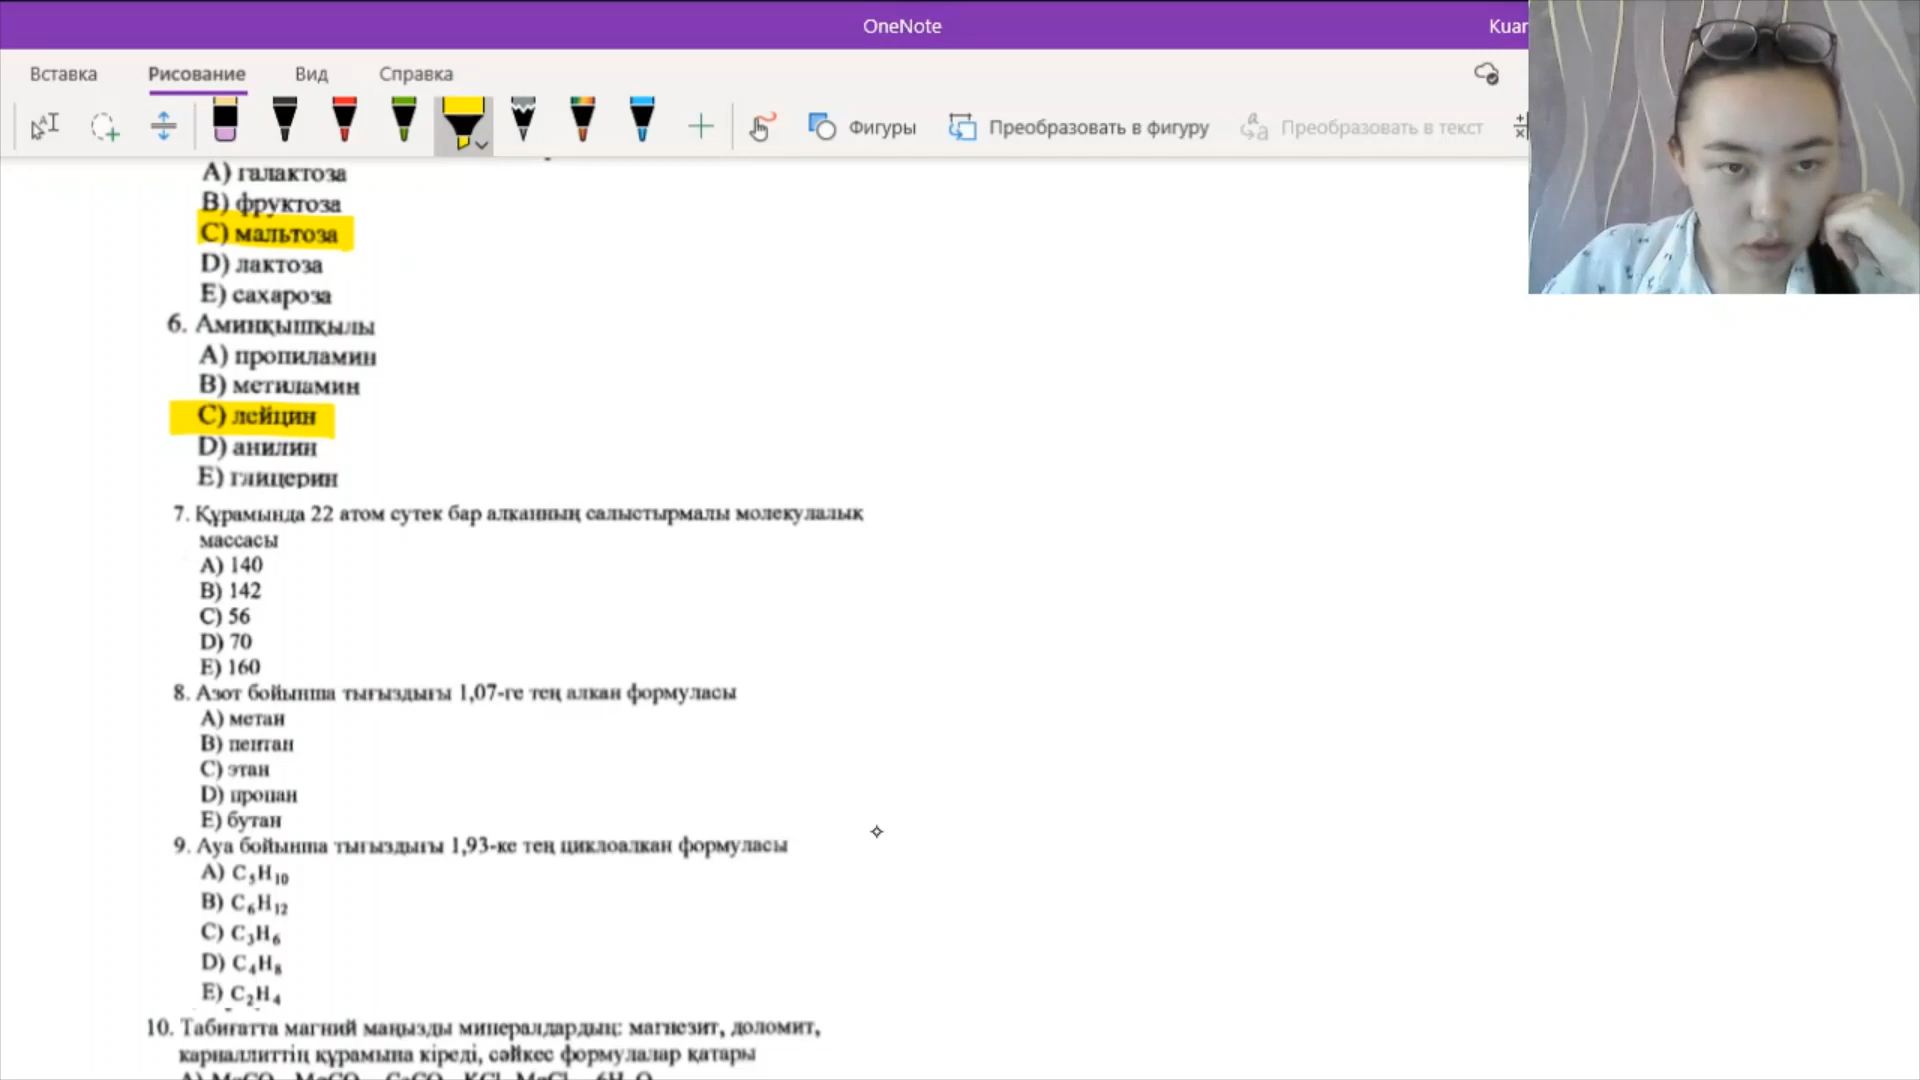 OneNote
Kuan
Вставка
Рисование
Вид
Справка
Фигуры
Преобразовать в фигуру
Преобразовать в текст
A) галактоза
B) фруктоза
C) мальтоза
D) лактоза
E) сахароза
6. Аминқышқылы
A) пропиламин
B) метиламин
C) лейцин
D) анилин
E) глицерин
7. Құрамында 22 атом сутек бар алканның салыстырмалы молекулалық
массасы
A) 140
B) 142
C) 56
D) 70
E) 160
8. Азот бойынша тығыздығы 1,07-ге тең алкан формуласы
A) метан
B) пентан
C) этан
D) пропан
E) бутан
9. Ауа бойынша тығыздығы 1,93-ке тең циклоалкан формуласы
A) C₅H₁₀
B) C₆H₁₂
C) C₃H₆
D) C₄H₈
E) C₂H₄
10. Табиғатта магний маңызды минералдардың: магнезит, доломит,
карналлиттің құрамына кіреді, сәйкес формулалар қатары